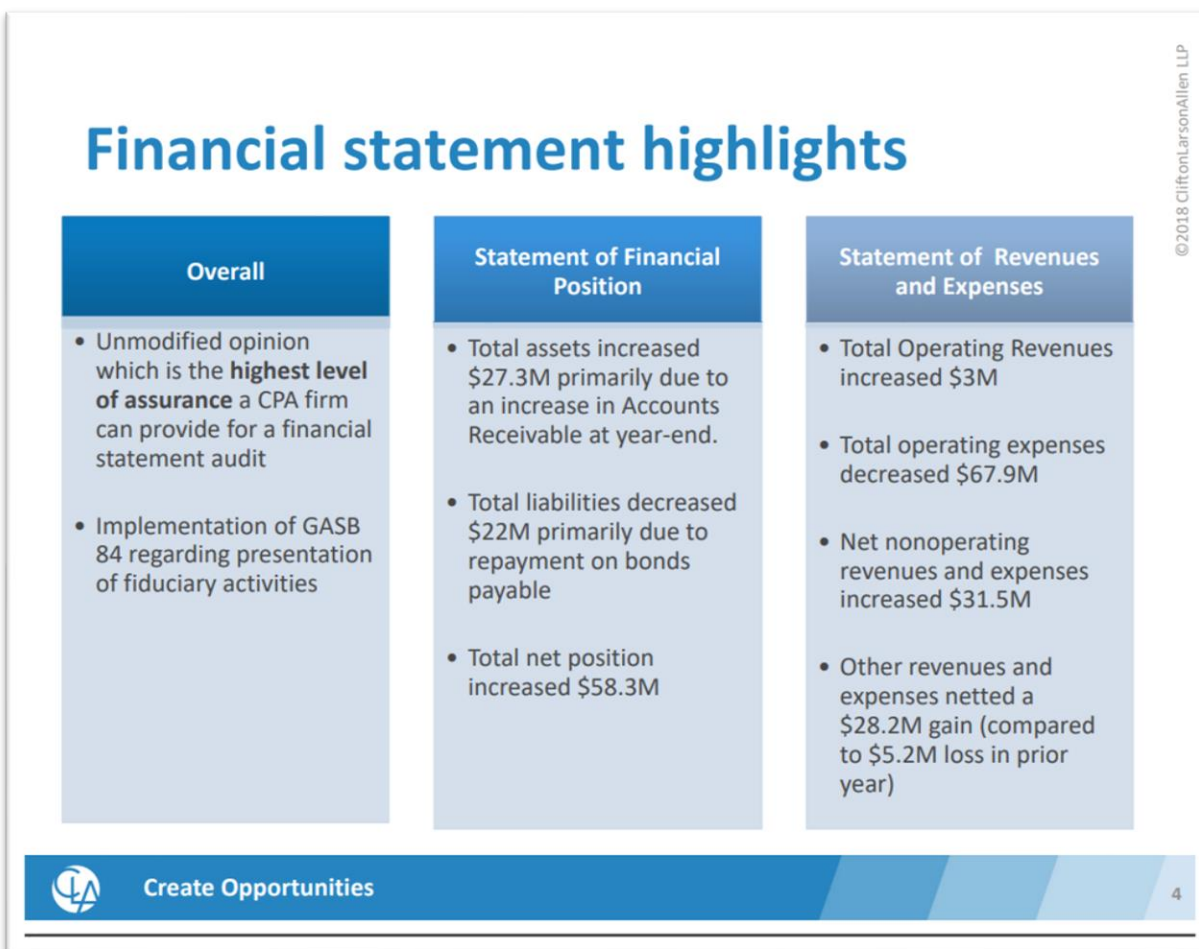 ©2018 CliftonLarsonAllen LLP
Financial statement highlights
Overall
• Unmodified opinion
which is the highest level
of assurance a CPA firm
can provide for a financial
statement audit
• Implementation of GASB
84 regarding presentation
of fiduciary activities
Statement of Financial
Position
• Total assets increased
$27.3M primarily due to
an increase in Accounts
Receivable at year-end.
• Total liabilities decreased
$22M primarily due to
repayment on bonds
payable
• Total net position
increased $58.3M
Statement of Revenues
and Expenses
• Total Operating Revenues
increased $3M
• Total operating expenses
decreased $67.9M
• Net nonoperating
revenues and expenses
increased $31.5M
• Other revenues and
expenses netted a
$28.2M gain (compared
to $5.2M loss in prior
year)
CLA
Create Opportunities
4